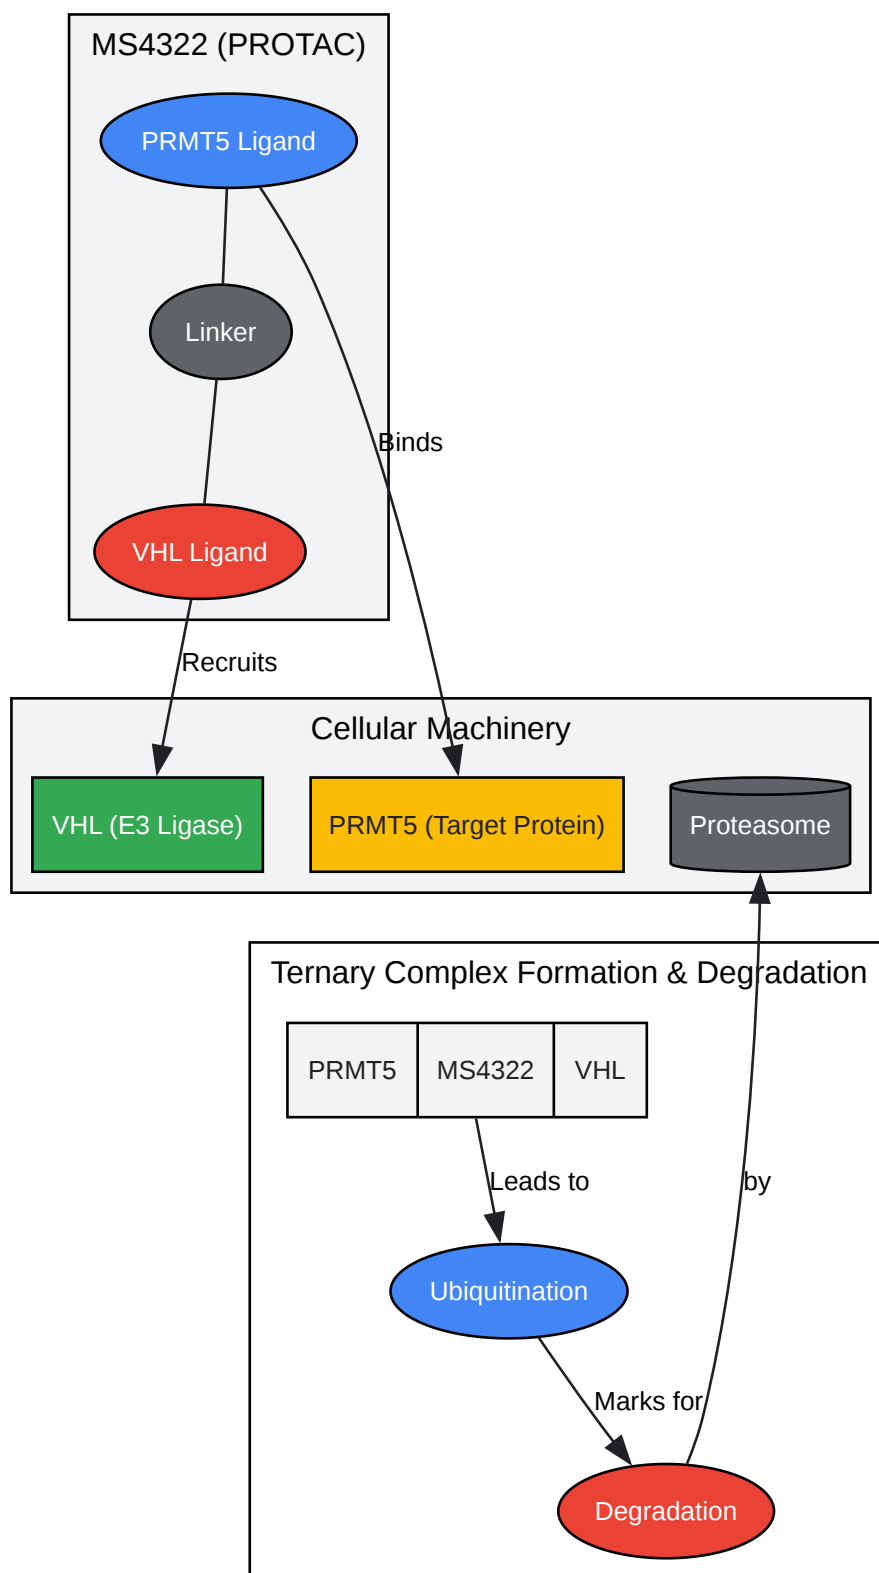 MS4322 (PROTAC)
PRMT5 Ligand
Linker
Binds
VHL Ligand
Recruits
Cellular Machinery
VHL (E3 Ligase)
PRMT5 (Target Protein)
Proteasome
Ternary Complex Formation & Degradation
PRMT5
MS4322
VHL
Leads to
by
Ubiquitination
Marks for
Degradation